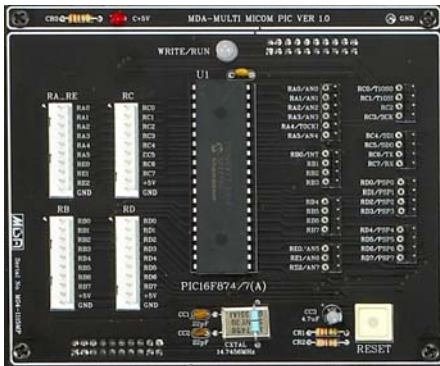 CR0
C+5V
MDA-MULTI MICOM PIC VER 1.0
GND
WRITE/RUN
U1
RA_RE
RA0
RA1
RA2
RA3
RA4
RA5
RE0
RE1
RE2
GND
RC
RC0
RC1
RC2
RC3
RC4
CC5
RC6
RC7
+5V
GND
RB
RB0
RB1
RB2
RB3
RB4
RB5
RB6
RB7
+5V
GND
RD
RD0
RD1
RD2
RD3
RD4
RD5
RD6
RD7
+5V
GND
RA0/AN0
RA1/AN1
RA2/AN2
RA3/AN3
RA4/TOCKI
RA5/AN4
RB0/INT
RB1
RB2
RB3
RB4
RB5
RB6
RB7
RE0/AN5
RE1/AN6
RE2/AN7
RC0/T1OSO
RC1/T1OSI
RC2
RC3/SCK
RC4/SDI
RC5/SDO
RC6/TX
RC7/RX
RD0/PSP0
RD1/PSP1
RD2/PSP2
RD3/PSP3
RD4/PSP4
RD5/PSP5
RD6/PSP6
RD7/PSP7
PIC16F874/7(A)
MIDAS
CC1
22pF
CC2
22pF
CXTAL
14.7456MHz
CC3
4.7uF
CR1
CR2
RESET